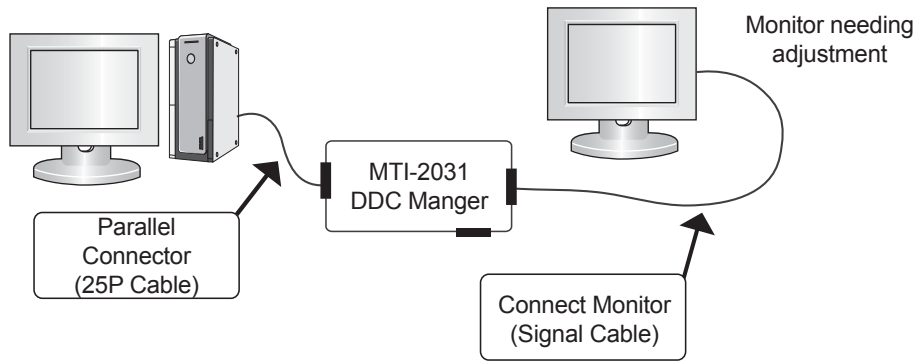 Monitor needing
adjustment
MTI-2031
DDC Manger
Parallel
Connector
(25P Cable)
Connect Monitor
(Signal Cable)